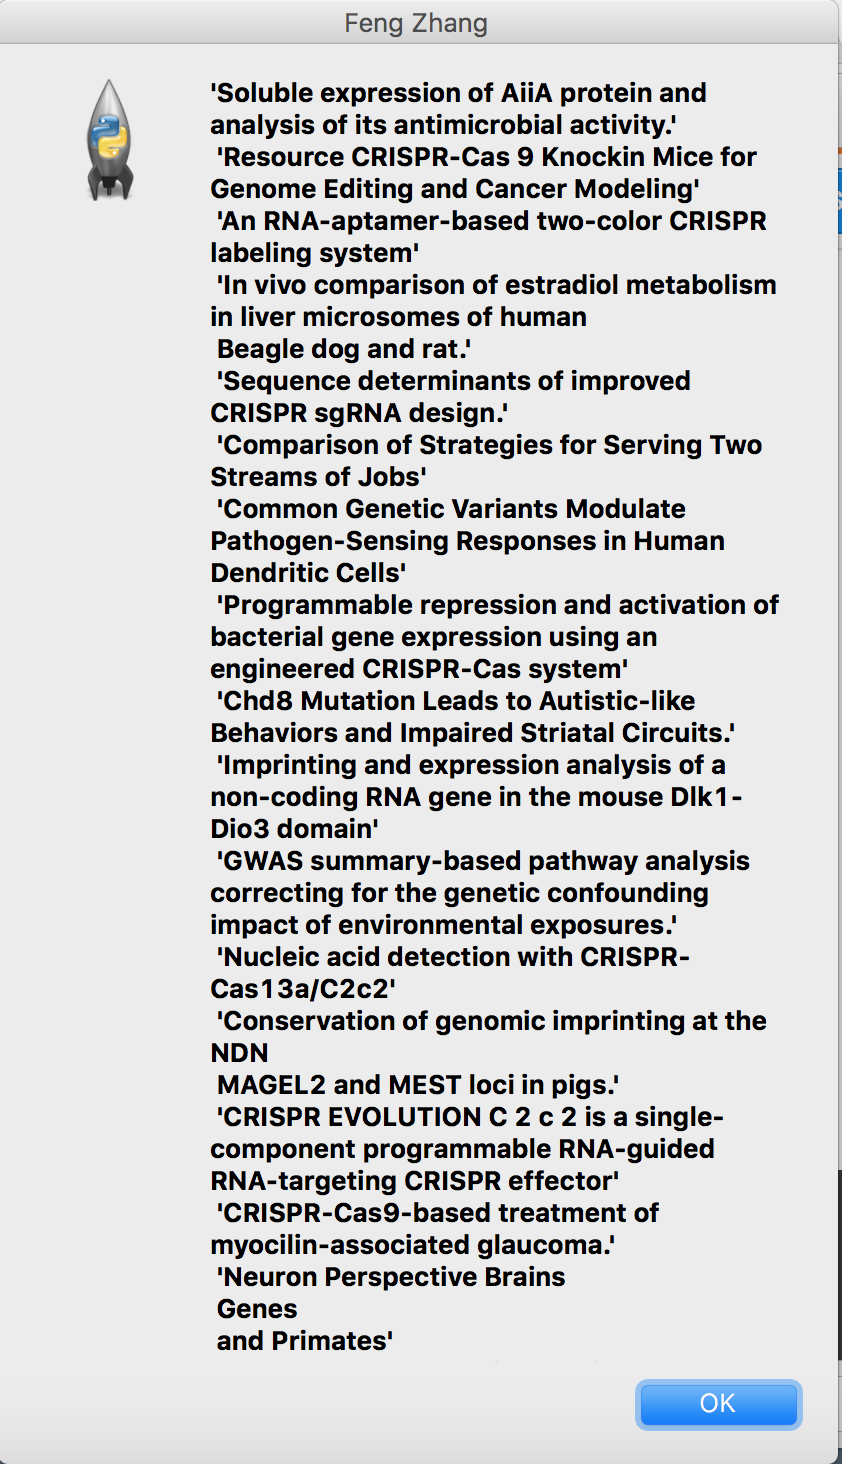 Feng Zhang
'Soluble expression of AiiA protein and
analysis of its antimicrobial activity.'
'Resource CRISPR-Cas 9 Knockin Mice for
Genome Editing and Cancer Modeling'
'An RNA-aptamer-based two-color CRISPR
labeling system'
'In vivo comparison of estradiol metabolism
in liver microsomes of human
Beagle dog and rat.'
'Sequence determinants of improved
CRISPR sgRNA design.'
'Comparison of Strategies for Serving Two
Streams of Jobs'
'Common Genetic Variants Modulate
Pathogen-Sensing Responses in Human
Dendritic Cells'
'Programmable repression and activation of
bacterial gene expression using an
engineered CRISPR-Cas system'
'Chd8 Mutation Leads to Autistic-like
Behaviors and Impaired Striatal Circuits.'
'Imprinting and expression analysis of a
non-coding RNA gene in the mouse Dlk1-
Dio3 domain'
'GWAS summary-based pathway analysis
correcting for the genetic confounding
impact of environmental exposures.'
'Nucleic acid detection with CRISPR-
Cas13a/C2c2'
'Conservation of genomic imprinting at the
NDN
MAGEL2 and MEST loci in pigs.'
'CRISPR EVOLUTION C 2 c 2 is a single-
component programmable RNA-guided
RNA-targeting CRISPR effector'
'CRISPR-Cas9-based treatment of
myocilin-associated glaucoma.'
'Neuron Perspective Brains
Genes
and Primates'
OK